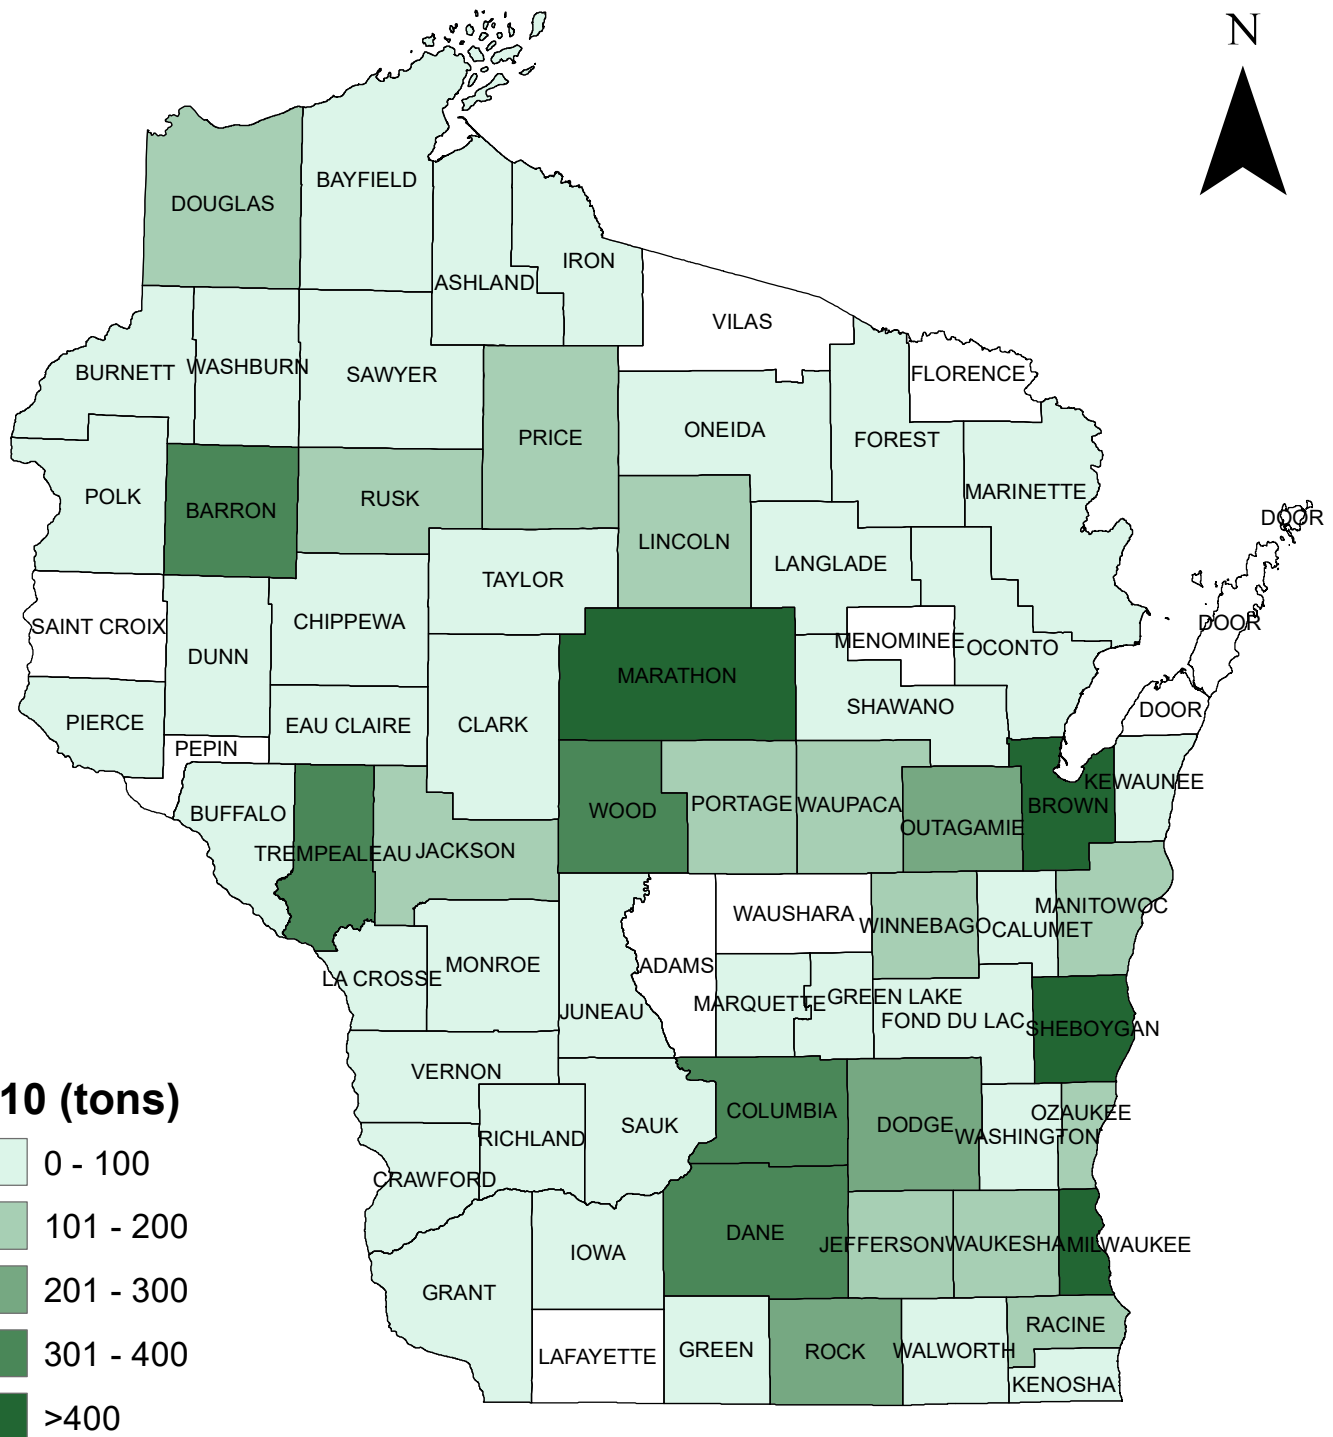 N
BAYFIELD
DOUGLAS
IRON
ASHLAND
VILAS
BURNETT
WASHBURN
SAWYER
FLORENCE
PRICE
ONEIDA
FOREST
POLK
BARRON
RUSK
MARINETTE
DOOR
LINCOLN
LANGLADE
TAYLOR
SAINT CROIX
CHIPPEWA
DOOR
DUNN
MENOMINEE
OCONTO
MARATHON
SHAWANO
DOOR
PIERCE
EAU CLAIRE
CLARK
PEPIN
KEWAUNEE
BUFFALO
WOOD
PORTAGE
WAUPACA
BROWN
OUTAGAMIE
TREMPEALEAU
JACKSON
MANITOWOC
WAUSHARA
WINNEBAGO
CALUMET
LA CROSSE
MONROE
ADAMS
MARQUETTE
GREEN LAKE
JUNEAU
FOND DU LAC
SHEBOYGAN
VERNON
COLUMBIA
OZAUKEE
RICHLAND
SAUK
DODGE
WASHINGTON
CRAWFORD
DANE
IOWA
JEFFERSON
WAUKESHA
MILWAUKEE
GRANT
RACINE
LAFAYETTE
GREEN
ROCK
WALWORTH
KENOSHA
10 (tons)
0 - 100
101 - 200
201 - 300
301 - 400
>400